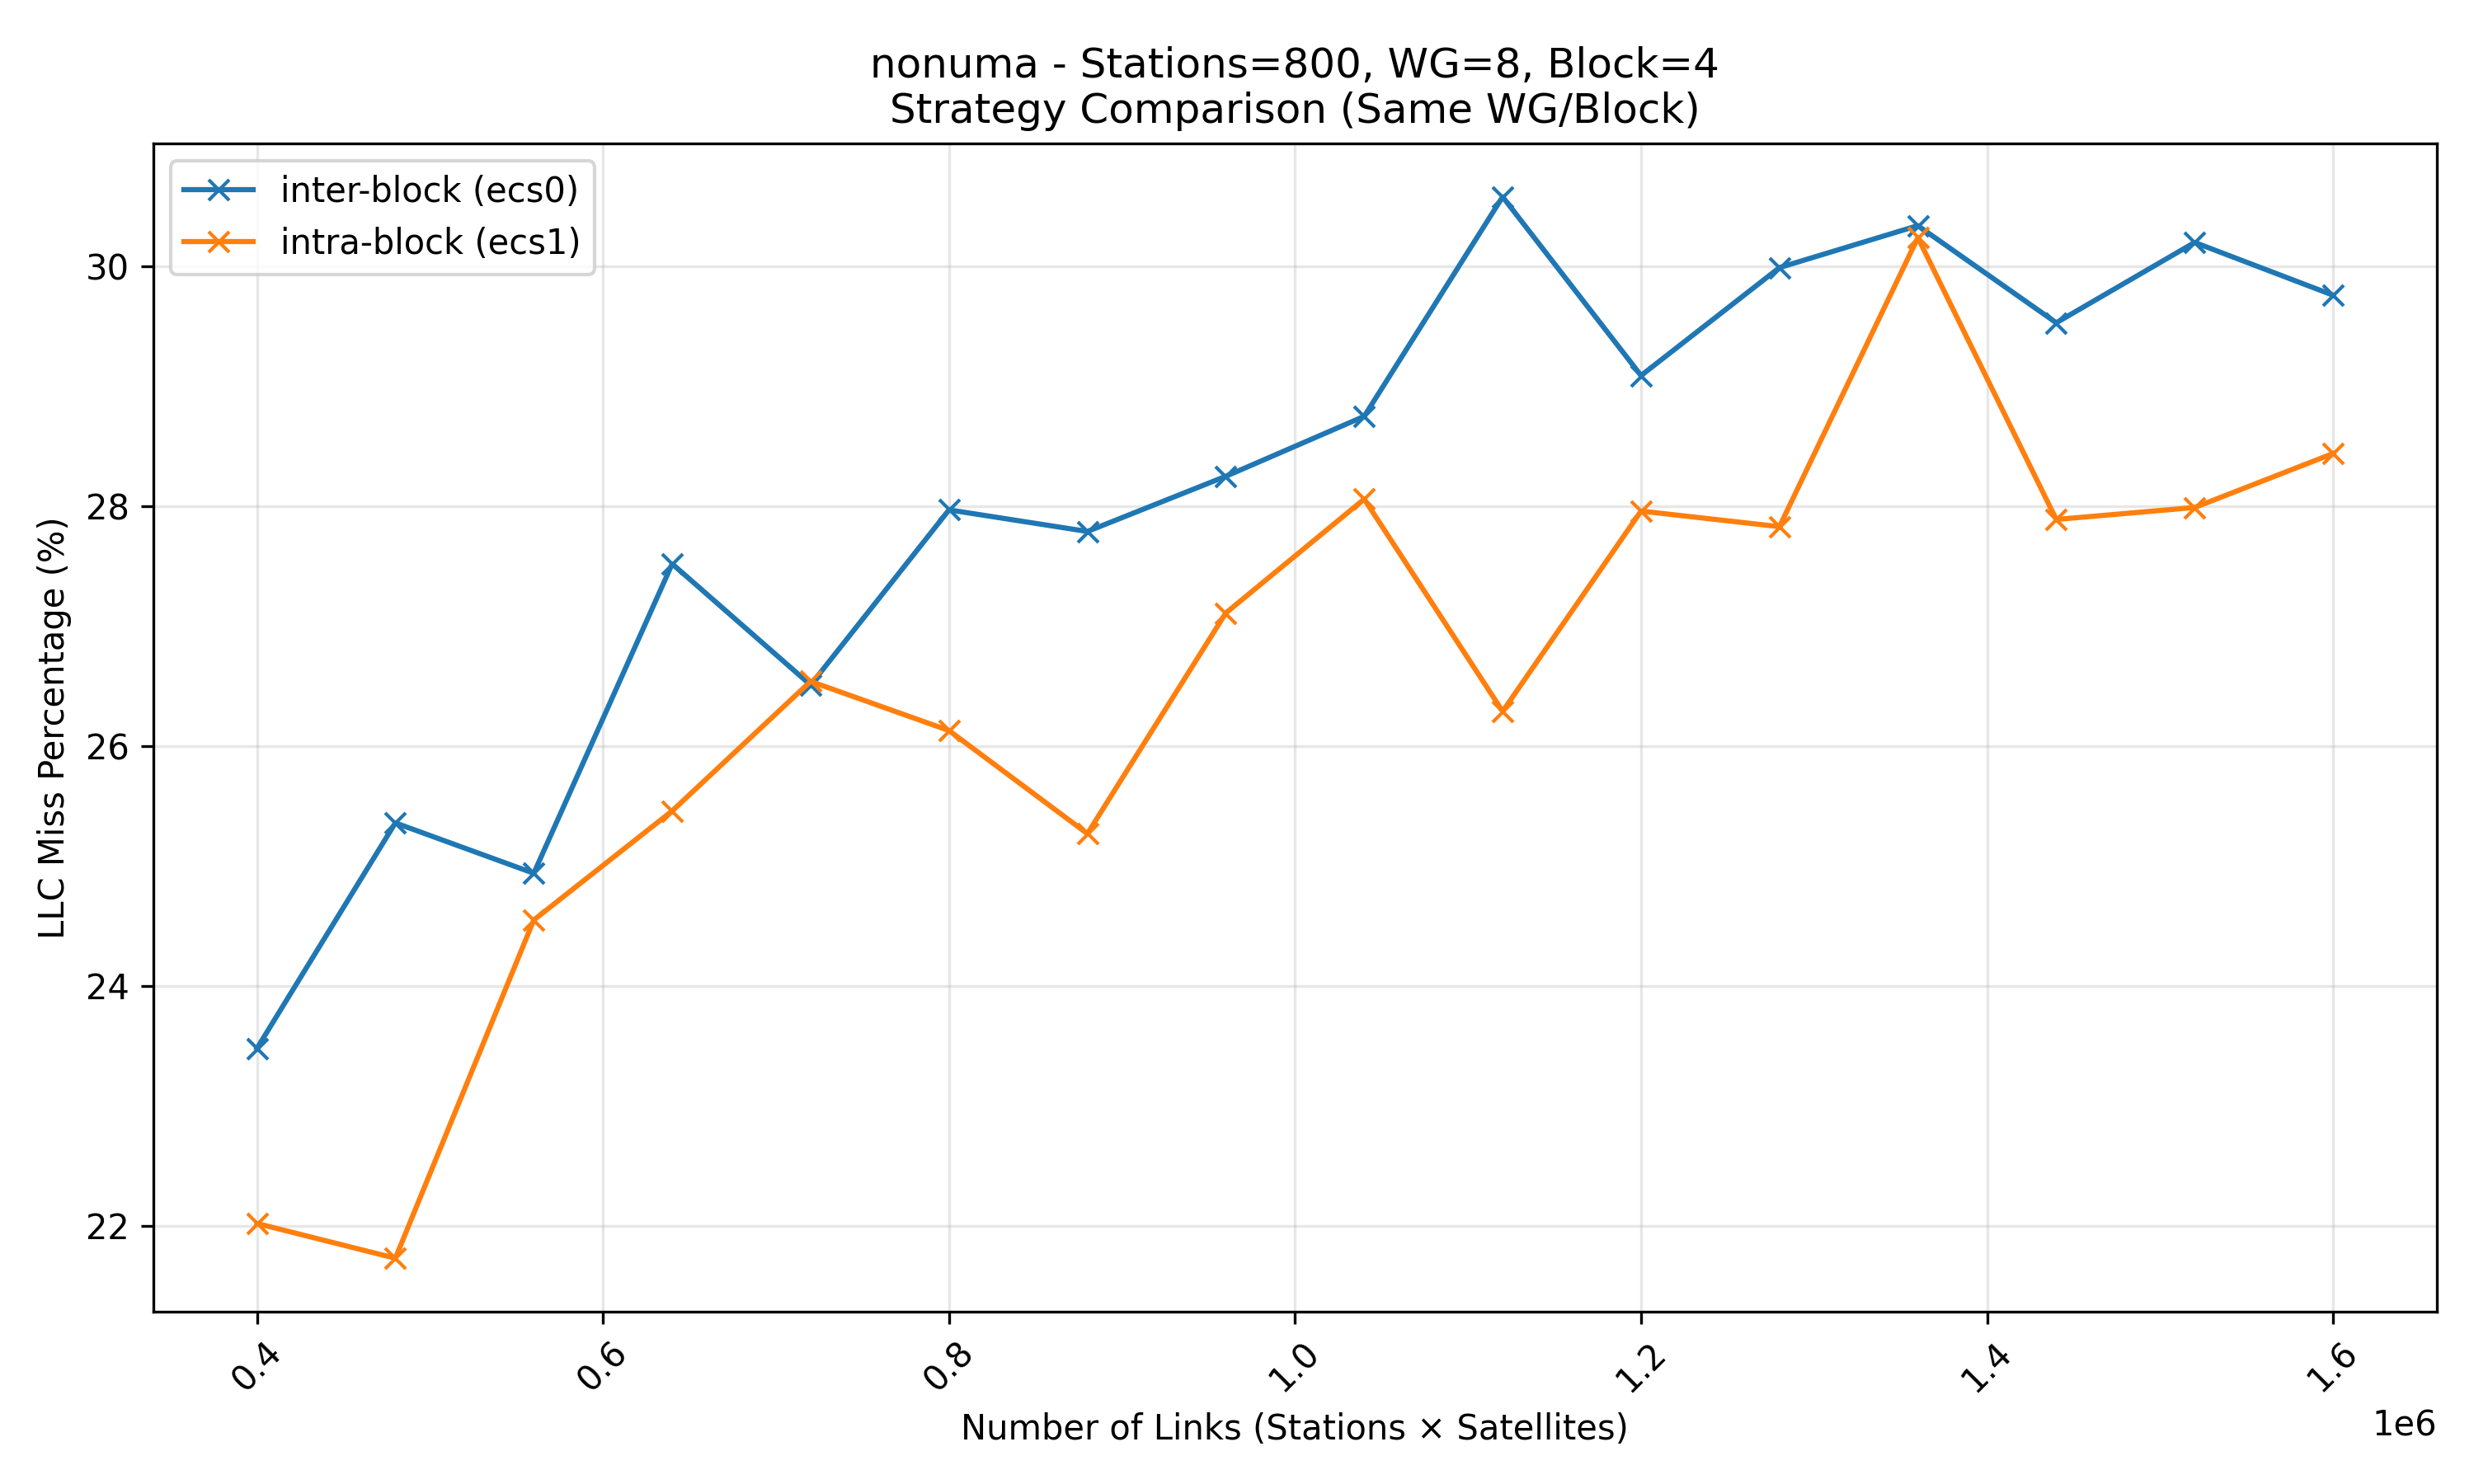 nonuma - Stations=800, WG=8, Block=4
Strategy Comparison (Same WG/Block)
inter-block (ecs0)
intra-block (ecs1)
LLC Miss Percentage (%)
30
28
26
24
22
0.4
0.6
0.8
1.0
1.2
1.4
1.6
1e6
Number of Links (Stations × Satellites)